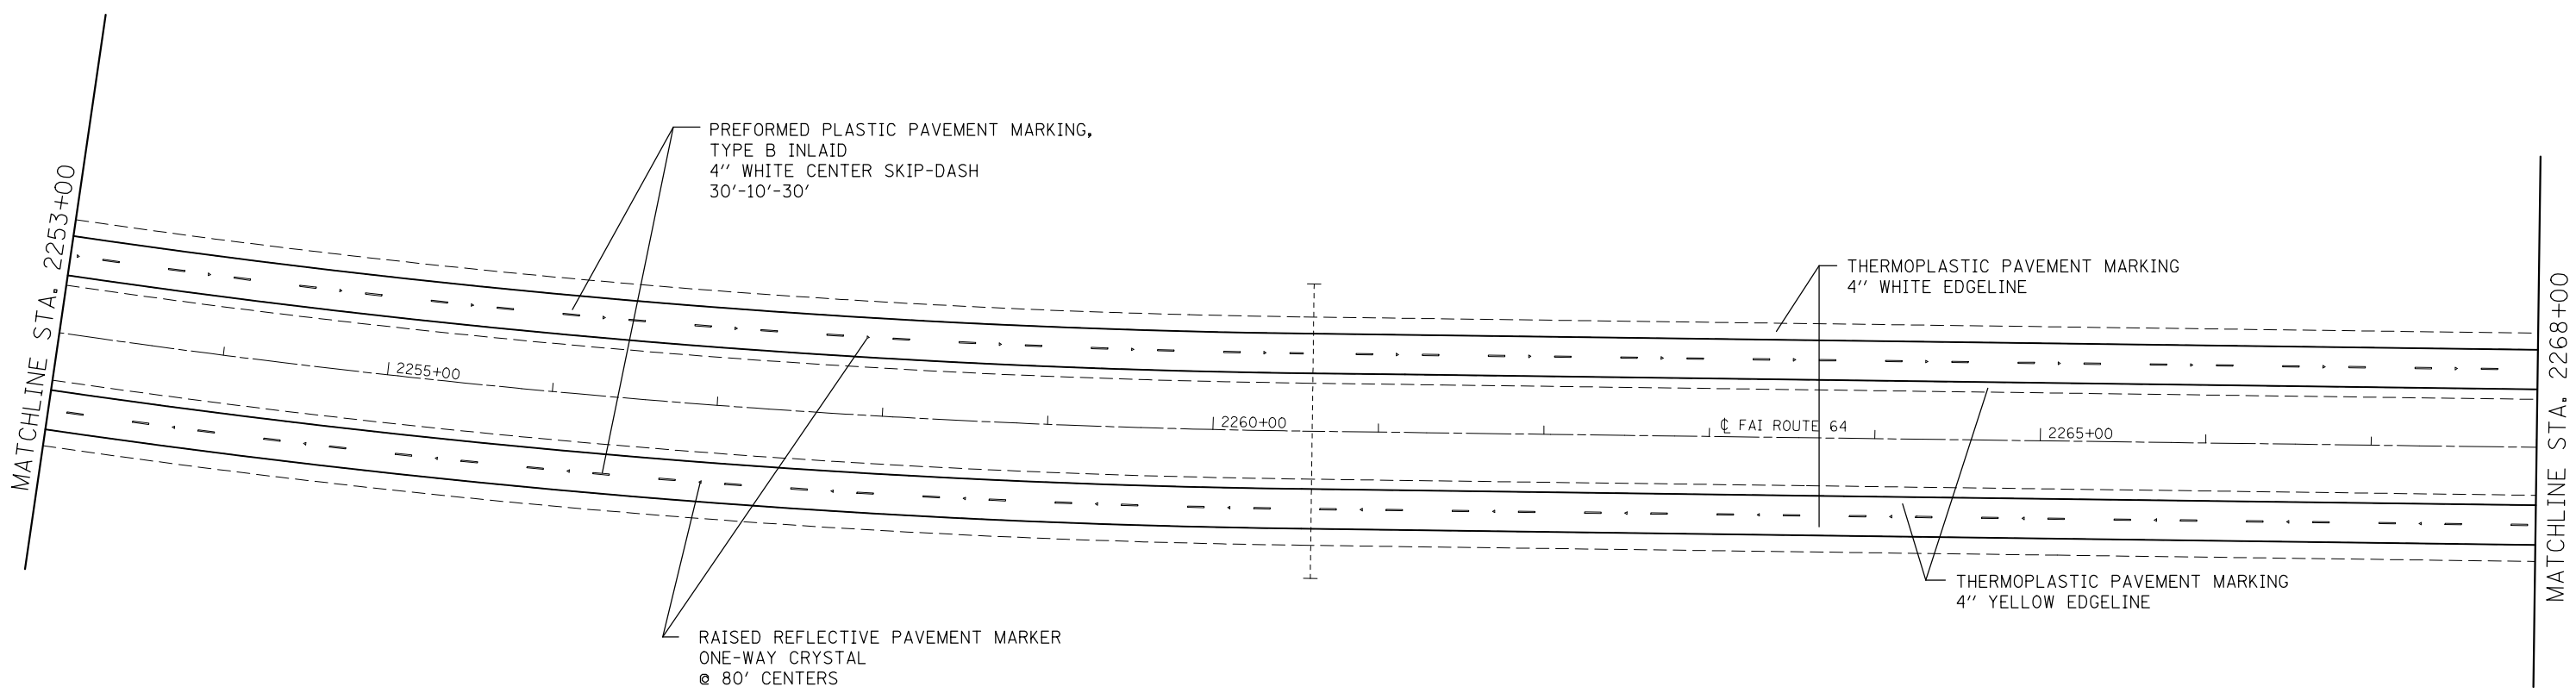 PREFORMED PLASTIC PAVEMENT MARKING,
TYPE B INLAID
4'' WHITE CENTER SKIP-DASH
30'-10'-30'
MATCHLINE STA. 2253+00
THERMOPLASTIC PAVEMENT MARKING
4'' WHITE EDGELINE
2255+00
2260+00
℄ FAI ROUTE 64
2265+00
MATCHLINE STA. 2268+00
THERMOPLASTIC PAVEMENT MARKING
4'' YELLOW EDGELINE
RAISED REFLECTIVE PAVEMENT MARKER
ONE-WAY CRYSTAL
@ 80' CENTERS